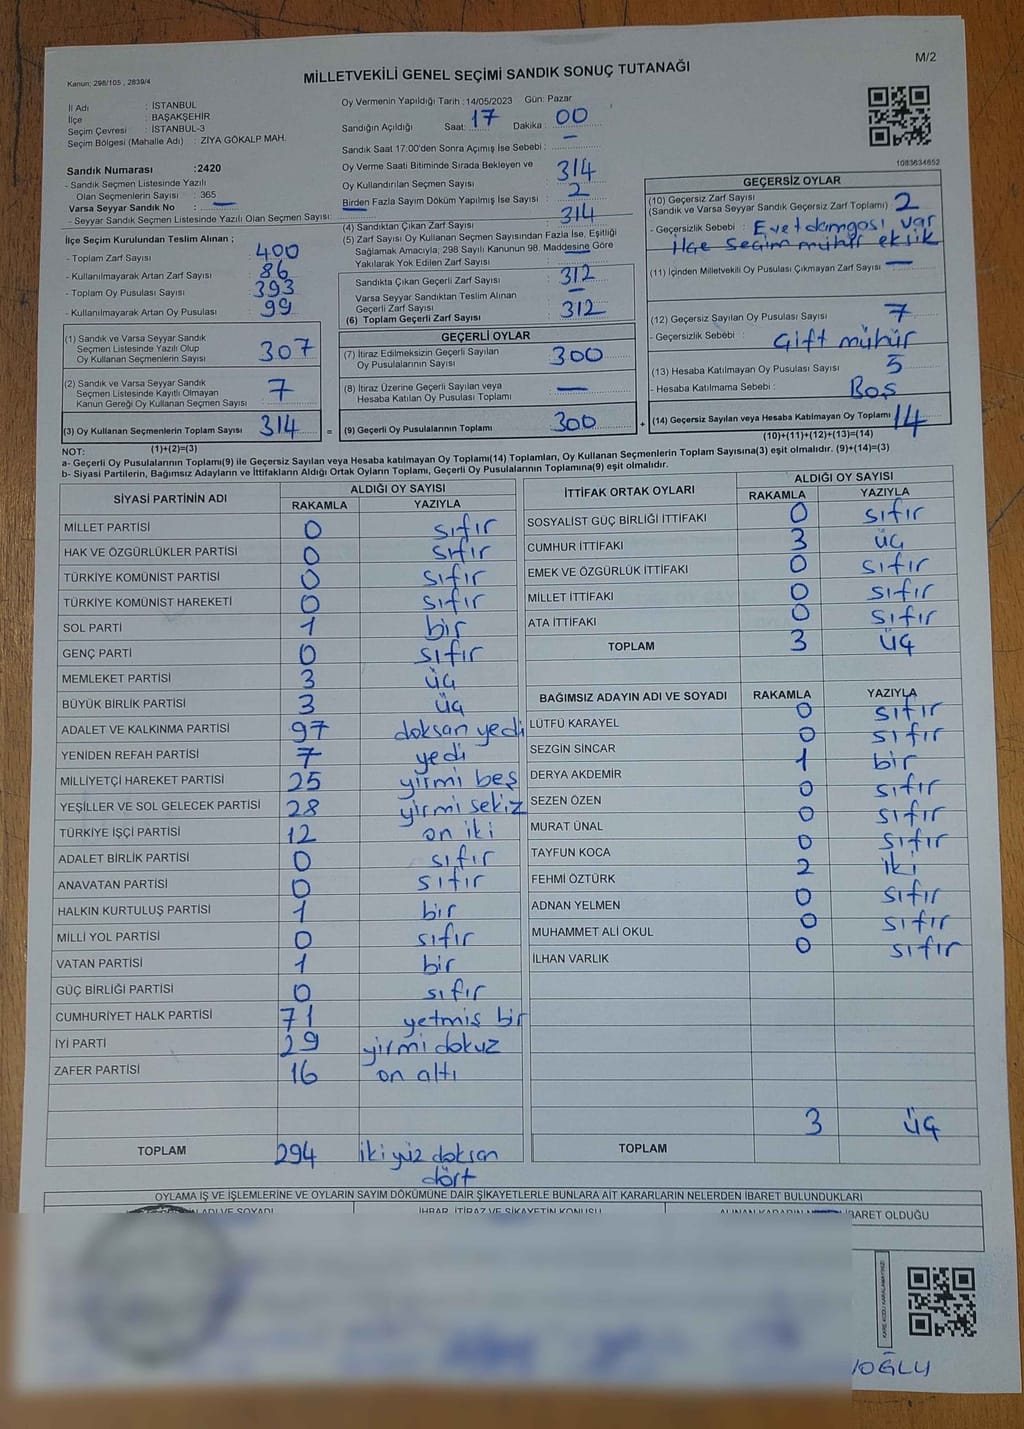 M/2
Kanun: 298/105 , 2839/4
MİLLETVEKİLİ GENEL SEÇİMİ SANDIK SONUÇ TUTANAĞI
İl Adı : İSTANBUL
İlçe : BAŞAKŞEHİR
Seçim Çevresi : İSTANBUL-3
Seçim Bölgesi (Mahalle Adı) : ZİYA GÖKALP MAH.
Sandık Numarası :2420
- Sandık Seçmen Listesinde Yazılı
Olan Seçmenlerin Sayısı : 365
Varsa Seyyar Sandık No : —
- Seyyar Sandık Seçmen Listesinde Yazılı Olan Seçmen Sayısı:
Oy Vermenin Yapıldığı Tarih :14/05/2023 Gün: Pazar
Sandığın Açıldığı Saat: 17 Dakika : 00
Sandık Saat 17:00'den Sonra Açımış İse Sebebi : —
Oy Verme Saati Bitiminde Sırada Bekleyen ve
Oy Kullandırılan Seçmen Sayısı : 314
Birden Fazla Sayım Döküm Yapılmış İse Sayısı : 2
(4) Sandıktan Çıkan Zarf Sayısı : 314
(5) Zarf Sayısı Oy Kullanan Seçmen Sayısından Fazla İse, Eşitliği
Sağlamak Amacıyla, 298 Sayılı Kanunun 98. Maddesine Göre
Yakılarak Yok Edilen Zarf Sayısı : —
1083634652
İlçe Seçim Kurulundan Teslim Alınan ;
- Toplam Zarf Sayısı : 400
- Kullanılmayarak Artan Zarf Sayısı : 86
- Toplam Oy Pusulası Sayısı : 393
- Kullanılmayarak Artan Oy Pusulası : 99
Sandıkta Çıkan Geçerli Zarf Sayısı : 312
Varsa Seyyar Sandıktan Teslim Alınan
Geçerli Zarf Sayısı : —
(6) Toplam Geçerli Zarf Sayısı : 312
GEÇERSİZ OYLAR
(10) Geçersiz Zarf Sayısı
(Sandık ve Varsa Seyyar Sandık Geçersiz Zarf Toplamı) 2
- Geçersizlik Sebebi : Evet damgası var
ilçe seçim mühür eksik
(11) İçinden Milletvekili Oy Pusulası Çıkmayan Zarf Sayısı —
(12) Geçersiz Sayılan Oy Pusulası Sayısı : 7
- Geçersizlik Sebebi : Çift mühür
(13) Hesaba Katılmayan Oy Pusulası Sayısı : 5
- Hesaba Katılmama Sebebi : Boş
(14) Geçersiz Sayılan veya Hesaba Katılmayan Oy Toplamı 14
(10)+(11)+(12)+(13)=(14)
(1) Sandık ve Varsa Seyyar Sandık
Seçmen Listesinde Yazılı Olup
Oy Kullanan Seçmenlerin Sayısı : 307
(2) Sandık ve Varsa Seyyar Sandık
Seçmen Listesinde Kayıtlı Olmayan
Kanun Gereği Oy Kullanan Seçmen Sayısı : 7
(3) Oy Kullanan Seçmenlerin Toplam Sayısı : 314
(1)+(2)=(3)
=
GEÇERLİ OYLAR
(7) İtiraz Edilmeksizin Geçerli Sayılan
Oy Pusulalarının Sayısı : 300
(8) İtiraz Üzerine Geçerli Sayılan veya
Hesaba Katılan Oy Pusulası Toplamı : —
(9) Geçerli Oy Pusulalarının Toplamı : 300
+
NOT:
a- Geçerli Oy Pusulalarının Toplamı(9) ile Geçersiz Sayılan veya Hesaba katılmayan Oy Toplamı(14) Toplamları, Oy Kullanan Seçmenlerin Toplam Sayısına(3) eşit olmalıdır. (9)+(14)=(3)
b- Siyasi Partilerin, Bağımsız Adayların ve İttifakların Aldığı Ortak Oyların Toplamı, Geçerli Oy Pusulalarının Toplamına(9) eşit olmalıdır.
SİYASİ PARTİNİN ADI ALDIĞI OY SAYISI
RAKAMLA YAZIYLA
MİLLET PARTİSİ 0 sıfır
HAK VE ÖZGÜRLÜKLER PARTİSİ 0 sıfır
TÜRKİYE KOMÜNİST PARTİSİ 0 sıfır
TÜRKİYE KOMÜNİST HAREKETİ 0 sıfır
SOL PARTİ 1 bir
GENÇ PARTİ 0 sıfır
MEMLEKET PARTİSİ 3 üç
BÜYÜK BİRLİK PARTİSİ 3 üç
ADALET VE KALKINMA PARTİSİ 97 doksan yedi
YENİDEN REFAH PARTİSİ 7 yedi
MİLLİYETÇİ HAREKET PARTİSİ 25 yirmi beş
YEŞİLLER VE SOL GELECEK PARTİSİ 28 yirmi sekiz
TÜRKİYE İŞÇİ PARTİSİ 12 on iki
ADALET BİRLİK PARTİSİ 0 sıfır
ANAVATAN PARTİSİ 0 sıfır
HALKIN KURTULUŞ PARTİSİ 1 bir
MİLLİ YOL PARTİSİ 0 sıfır
VATAN PARTİSİ 1 bir
GÜÇ BİRLİĞİ PARTİSİ 0 sıfır
CUMHURİYET HALK PARTİSİ 71 yetmiş bir
İYİ PARTİ 29 yirmi dokuz
ZAFER PARTİSİ 16 on altı
TOPLAM 294 iki yüz doksan
dört
İTTİFAK ORTAK OYLARI ALDIĞI OY SAYISI
RAKAMLA YAZIYLA
SOSYALİST GÜÇ BİRLİĞİ İTTİFAKI 0 sıfır
CUMHUR İTTİFAKI 3 üç
EMEK VE ÖZGÜRLÜK İTTİFAKI 0 sıfır
MİLLET İTTİFAKI 0 sıfır
ATA İTTİFAKI 0 sıfır
TOPLAM 3 üç
BAĞIMSIZ ADAYIN ADI VE SOYADI RAKAMLA YAZIYLA
LÜTFÜ KARAYEL 0 sıfır
SEZGİN SİNCAR 0 sıfır
DERYA AKDEMİR 1 bir
SEZEN ÖZEN 0 sıfır
MURAT ÜNAL 0 sıfır
TAYFUN KOCA 0 sıfır
FEHMİ ÖZTÜRK 2 iki
ADNAN YELMEN 0 sıfır
MUHAMMET ALİ OKUL 0 sıfır
İLHAN VARLIK 0 sıfır
TOPLAM 3 üç
OYLAMA İŞ VE İŞLEMLERİNE VE OYLARIN SAYIM DÖKÜMÜNE DAİR ŞİKAYETLERLE BUNLARA AİT KARARLARIN NELERDEN İBARET BULUNDUKLARI
ADI VE SOYADI İHBAR, İTİRAZ VE ŞİKAYETİN KONUSU ALINAN KARARIN İBARET OLDUĞU
KARE KODU KARALAMAYINIZ!